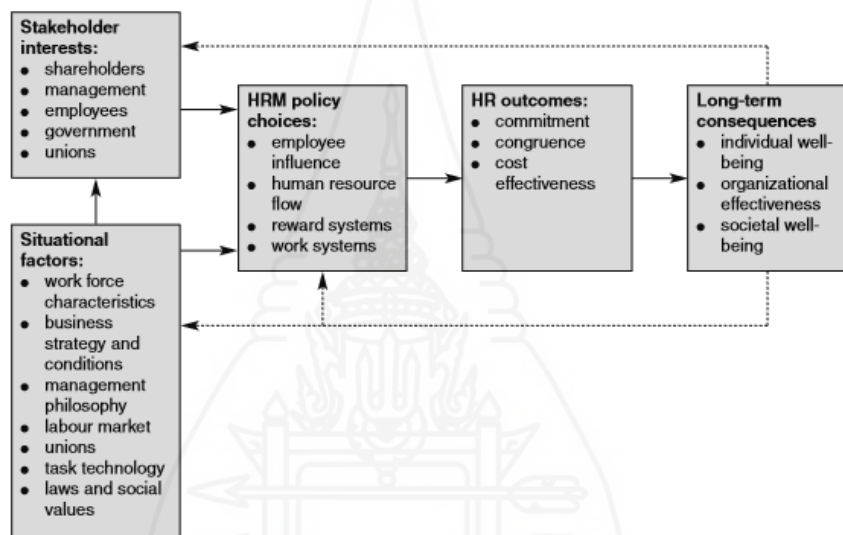 Stakeholder
interests:
● shareholders
● management
● employees
● government
● unions
HRM policy
choices:
● employee
influence
● human resource
flow
● reward systems
● work systems
HR outcomes:
● commitment
● congruence
● cost
effectiveness
Long-term
consequences
● individual well-
being
● organizational
effectiveness
● societal well-
being
Situational
factors:
● work force
characteristics
● business
strategy and
conditions
● management
philosophy
● labour market
● unions
● task technology
● laws and social
values